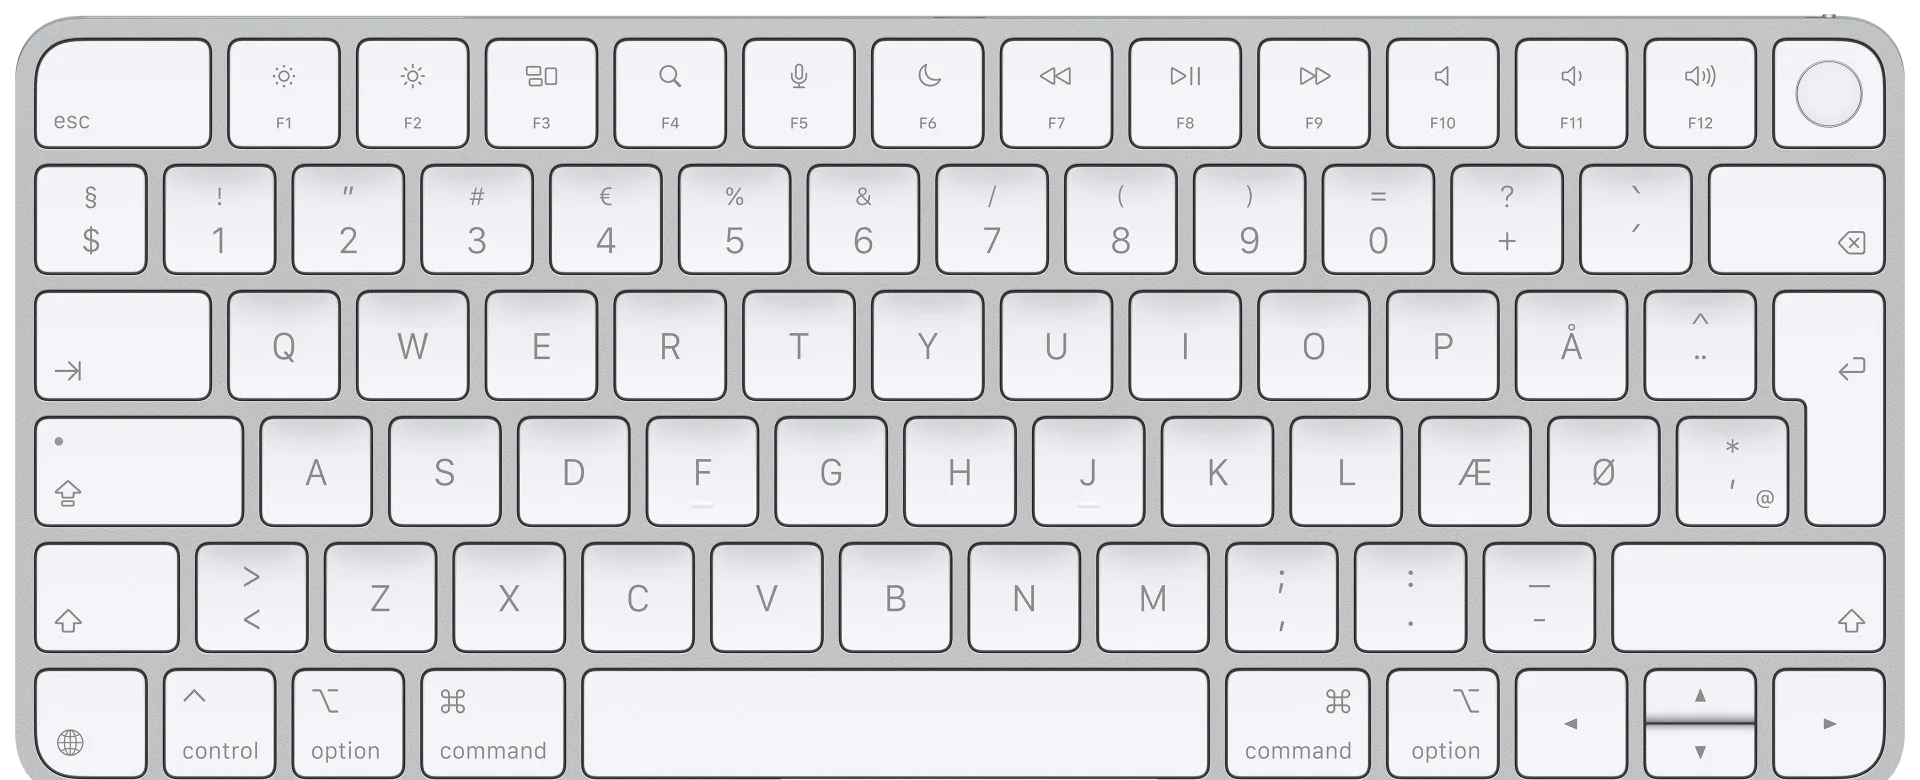 esc F1 F2 F3 F4 F5 F6 F7 F8 F9 F10 F11 F12
§ ! " # € % & / ( ) = ? `
$ 1 2 3 4 5 6 7 8 9 0 + ´
Q W E R T Y U I O P Å ^ ¨
A S D F G H J K L Æ Ø * ' @
> < Z X C V B N M ; , : . _ -
control option command command option